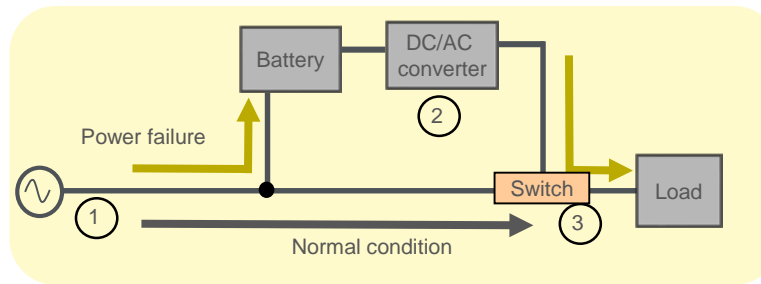 Battery
DC/AC
converter
2
Power failure
Switch
Load
1
3
Normal condition